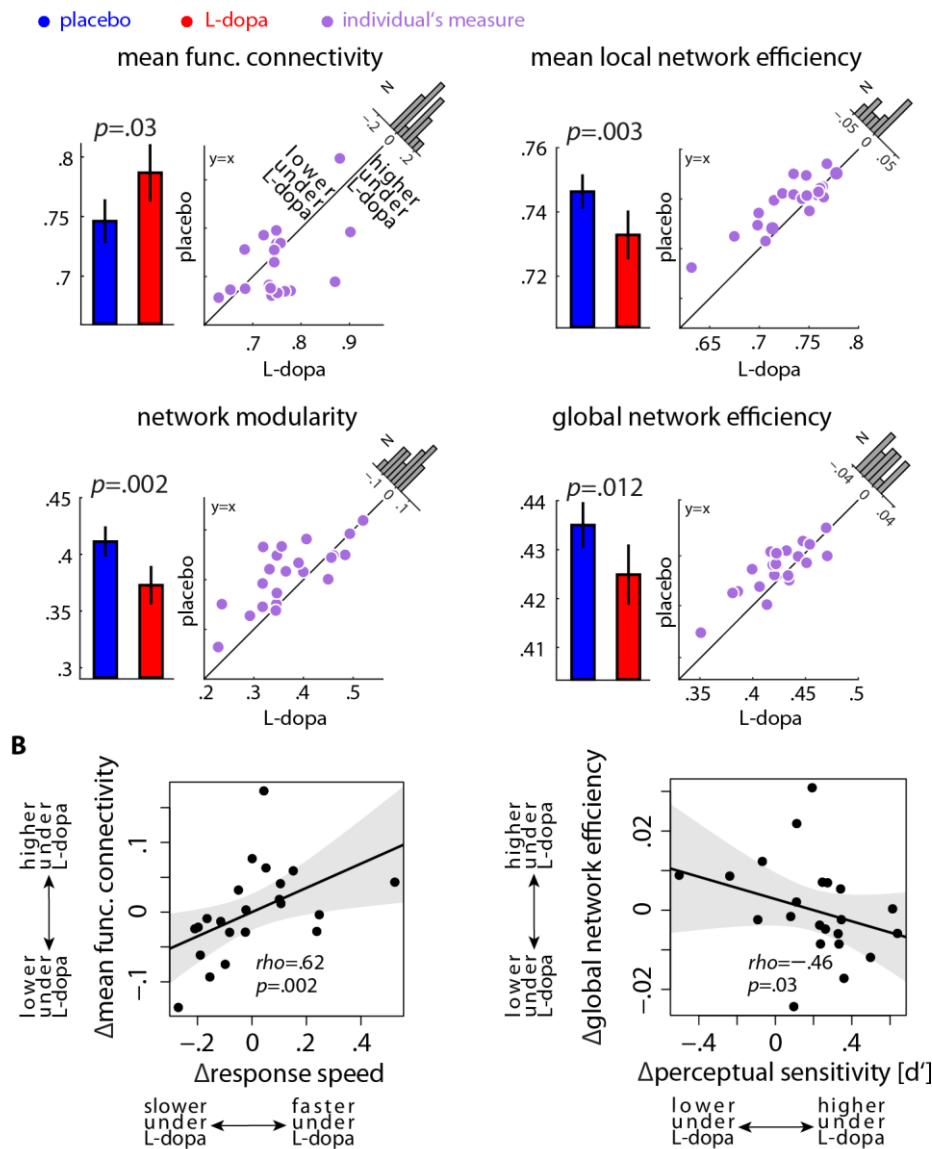 placebo L-dopa individual's measure
mean func. connectivity
mean local network efficiency
p=.03
.8
.75
.7
y=x
placebo
lower
under
L-dopa
higher
under
L-dopa
N
-.2
0
.2
.7 .8 .9
L-dopa
p=.003
.76
.74
.72
y=x
placebo
N
-.05
0
.05
.65 .7 .75 .8
L-dopa
network modularity
global network efficiency
p=.002
.45
.4
.35
.3
y=x
placebo
N
-.1
0
.1
.2 .3 .4 .5
L-dopa
p=.012
.44
.43
.42
.41
y=x
placebo
N
-.04
0
.04
.35 .4 .45 .5
L-dopa
B
higher
under
L-dopa
lower
under
L-dopa
Δmean func. connectivity
.1
0
−.1
rho=.62
p=.002
−.2 0 .2 .4
Δresponse speed
slower
under
L-dopa
faster
under
L-dopa
higher
under
L-dopa
lower
under
L-dopa
Δglobal network efficiency
.02
0
−.02
rho=−.46
p=.03
−.4 0 .4
Δperceptual sensitivity [d']
lower
under
L-dopa
higher
under
L-dopa